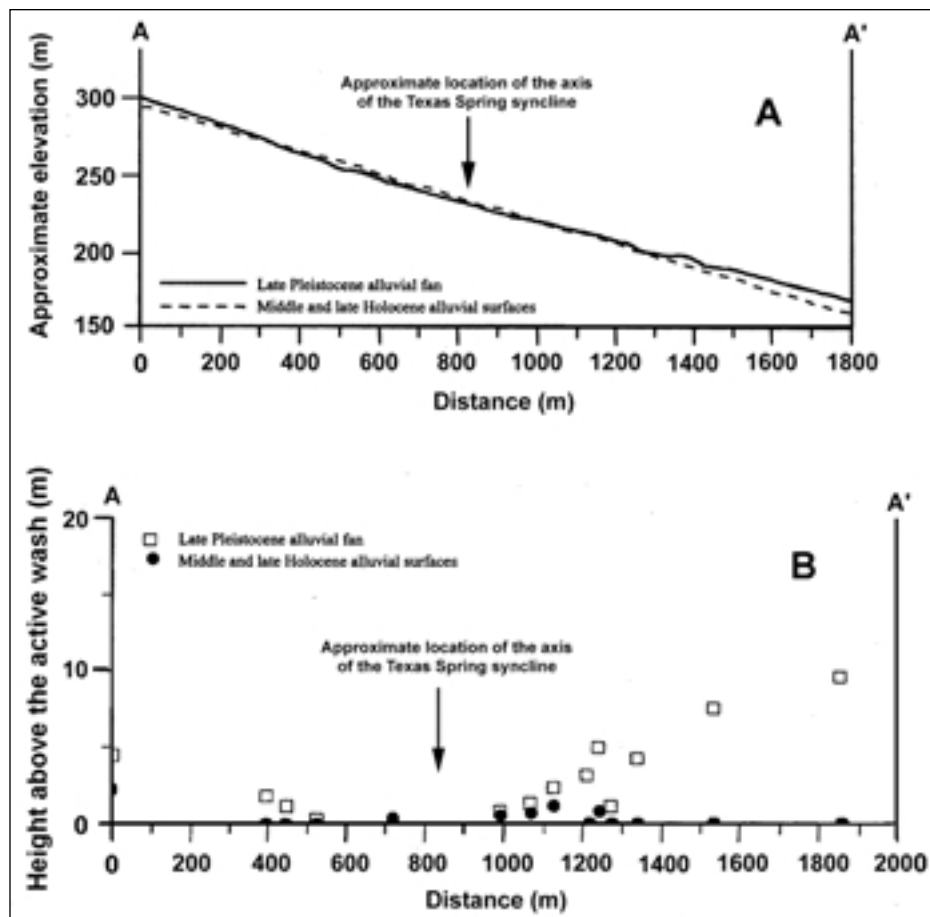 A
A'
Approximate location of the axis
of the Texas Spring syncline
A
Approximate elevation (m)
300
250
200
150
Late Pleistocene alluvial fan
Middle and late Holocene alluvial surfaces
0
200
400
600
800
1000
1200
1400
1600
1800
Distance (m)
A
A'
Height above the active wash (m)
20
10
0
Late Pleistocene alluvial fan
Middle and late Holocene alluvial surfaces
B
Approximate location of the axis
of the Texas Spring syncline
0
200
400
600
800
1000
1200
1400
1600
1800
2000
Distance (m)